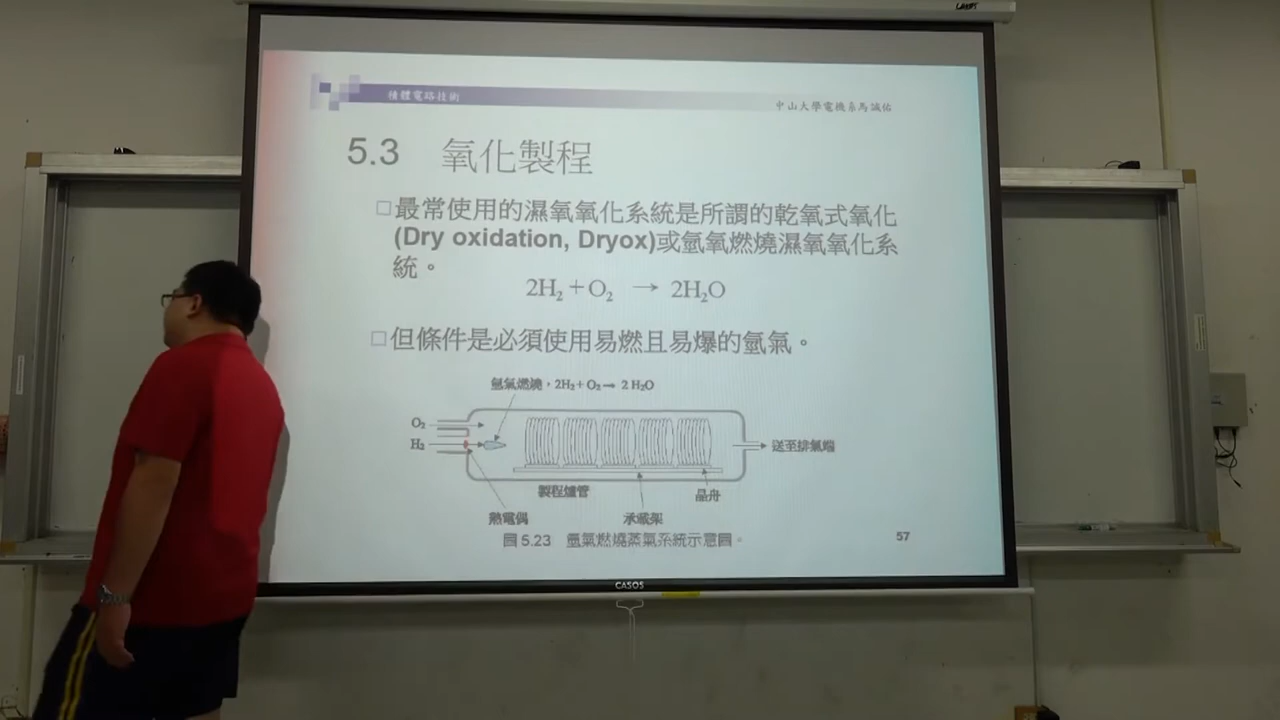 積體電路技術
中山大學電機系馬誠佑
5.3 氧化製程
□最常使用的濕氧氧化系統是所謂的乾氧式氧化
(Dry oxidation, Dryox)或氫氧燃燒濕氧氧化系
統。
2H₂+O₂ → 2H₂O
□但條件是必須使用易燃且易爆的氫氣。
氫氣燃燒，2H₂+O₂→ 2 H₂O
O₂
H₂
送至排氣端
製程爐管
晶舟
熱電偶
承載架
圖 5.23 氫氣燃燒蒸氣系統示意圖。
57
CASOS